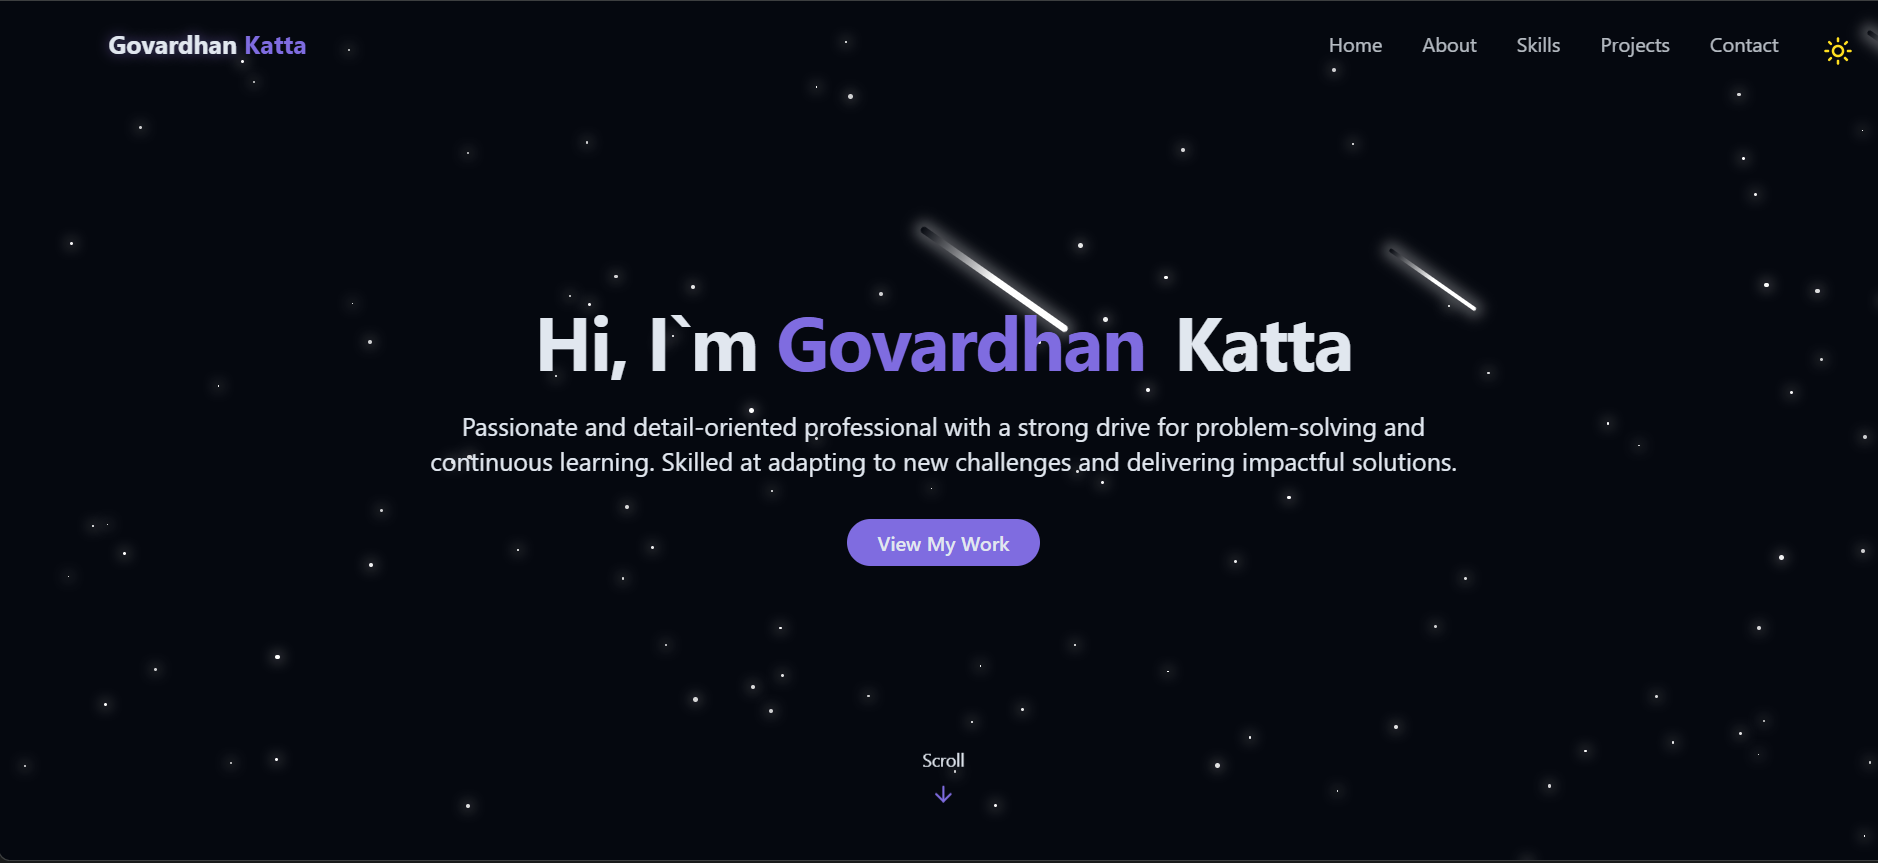 Govardhan Katta
Home About Skills Projects Contact
Hi, I`m Govardhan Katta
Passionate and detail-oriented professional with a strong drive for problem-solving and
continuous learning. Skilled at adapting to new challenges and delivering impactful solutions.
View My Work
Scroll